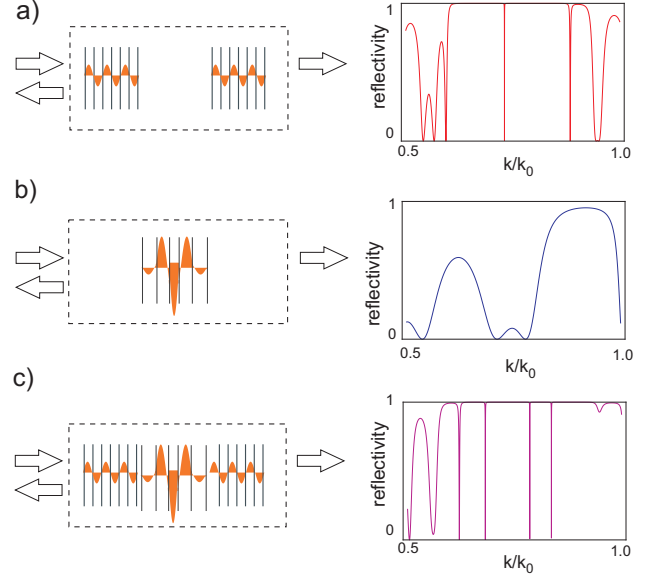 a)
1
reflectivity
0
0.5
1.0
k/k₀
b)
1
reflectivity
0
0.5
1.0
k/k₀
c)
1
reflectivity
0
0.5
1.0
k/k₀